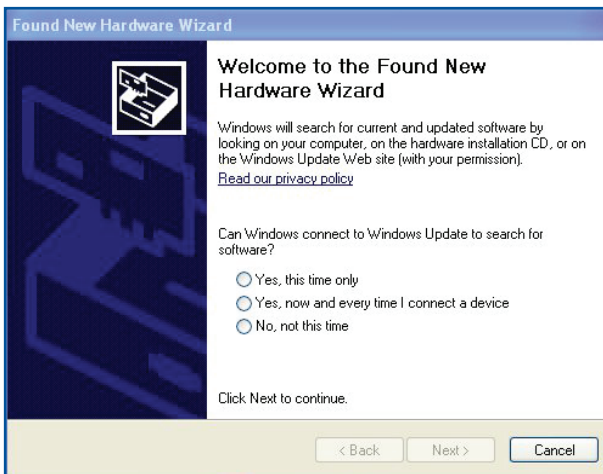 Found New Hardware Wizard
Welcome to the Found New
Hardware Wizard
Windows will search for current and updated software by
looking on your computer, on the hardware installation CD, or on
the Windows Update Web site (with your permission).
Read our privacy policy
Can Windows connect to Windows Update to search for
software?
Yes, this time only
Yes, now and every time I connect a device
No, not this time
Click Next to continue.
< Back Next > Cancel